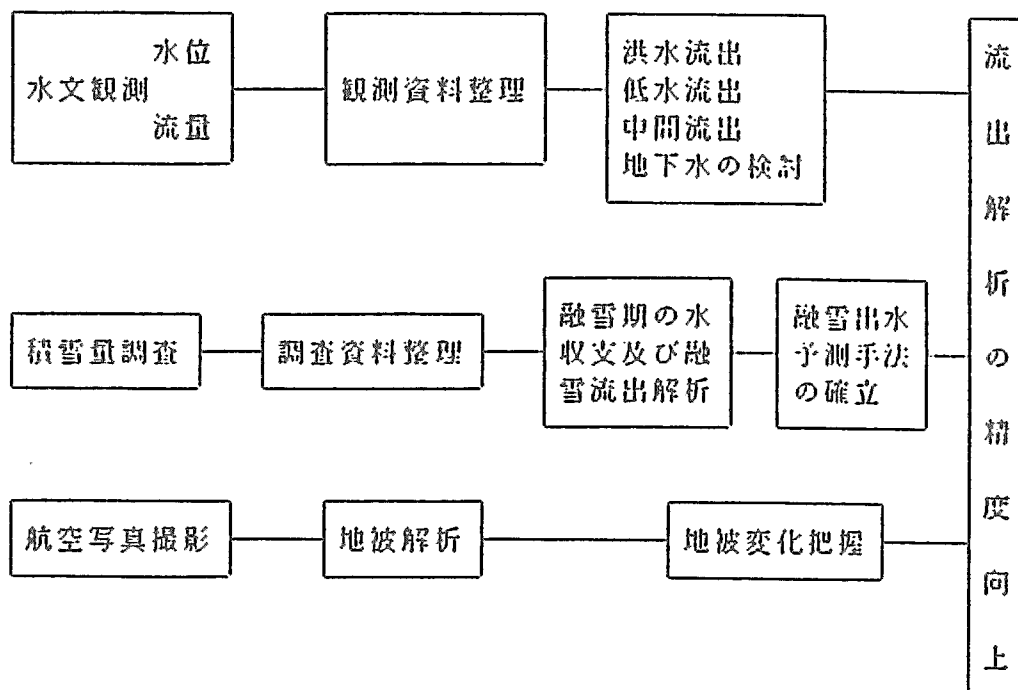 水位
水文観測
流量
観測資料整理
洪水流出
低水流出
中間流出
地下水の検討
積雪量調査
調査資料整理
融雪期の水
収支及び融
雪流出解析
融雪出水
予測手法
の確立
航空写真撮影
地被解析
地被変化把握
流出解析の精度向上